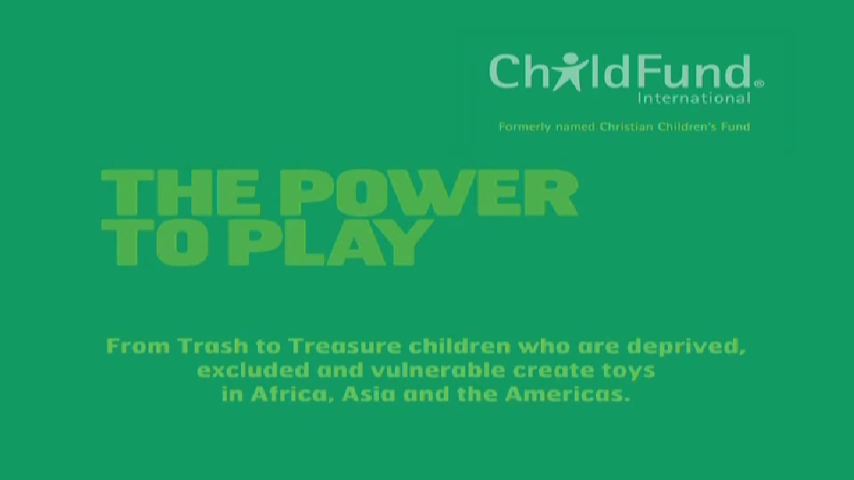 ChildFund®
International
Formerly named Christian Children's Fund
THE POWER
TO PLAY
From Trash to Treasure children who are deprived,
excluded and vulnerable create toys
in Africa, Asia and the Americas.